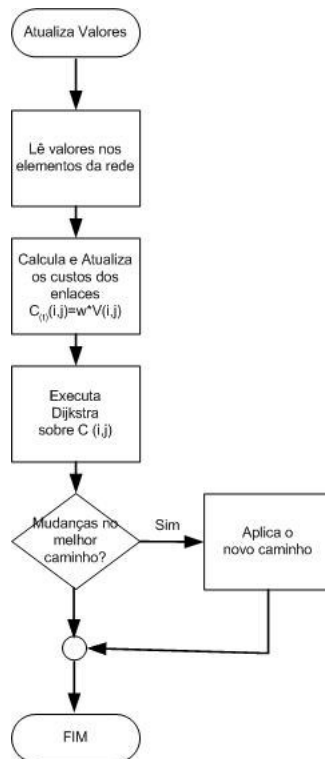 Atualiza Valores
Lê valores nos
elementos da rede
Calcula e Atualiza
os custos dos
enlaces
C(t)(i,j)=w*V(i,j)
Executa
Dijkstra
sobre C (i,j)
Mudanças no
melhor
caminho?
Sim
Aplica o
novo caminho
FIM